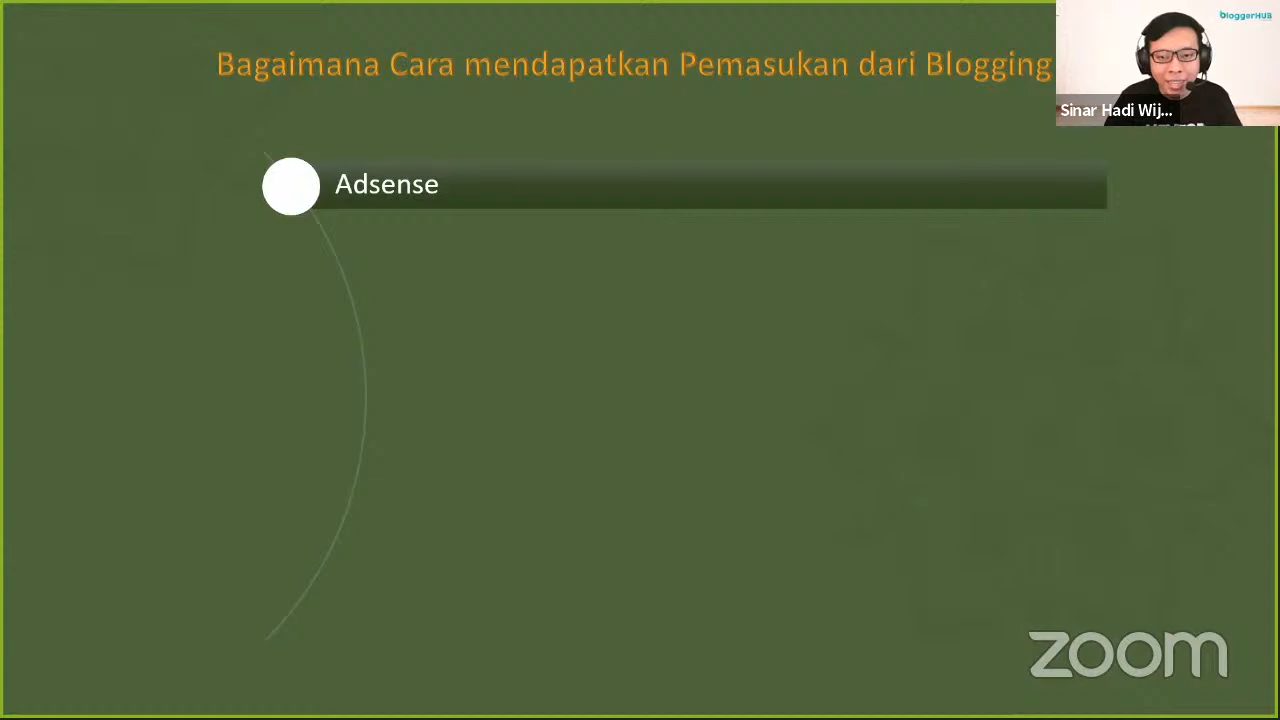 bloggerHUB
Bagaimana Cara mendapatkan Pemasukan dari Blogging
Sinar Hadi Wij...
Adsense
zoom